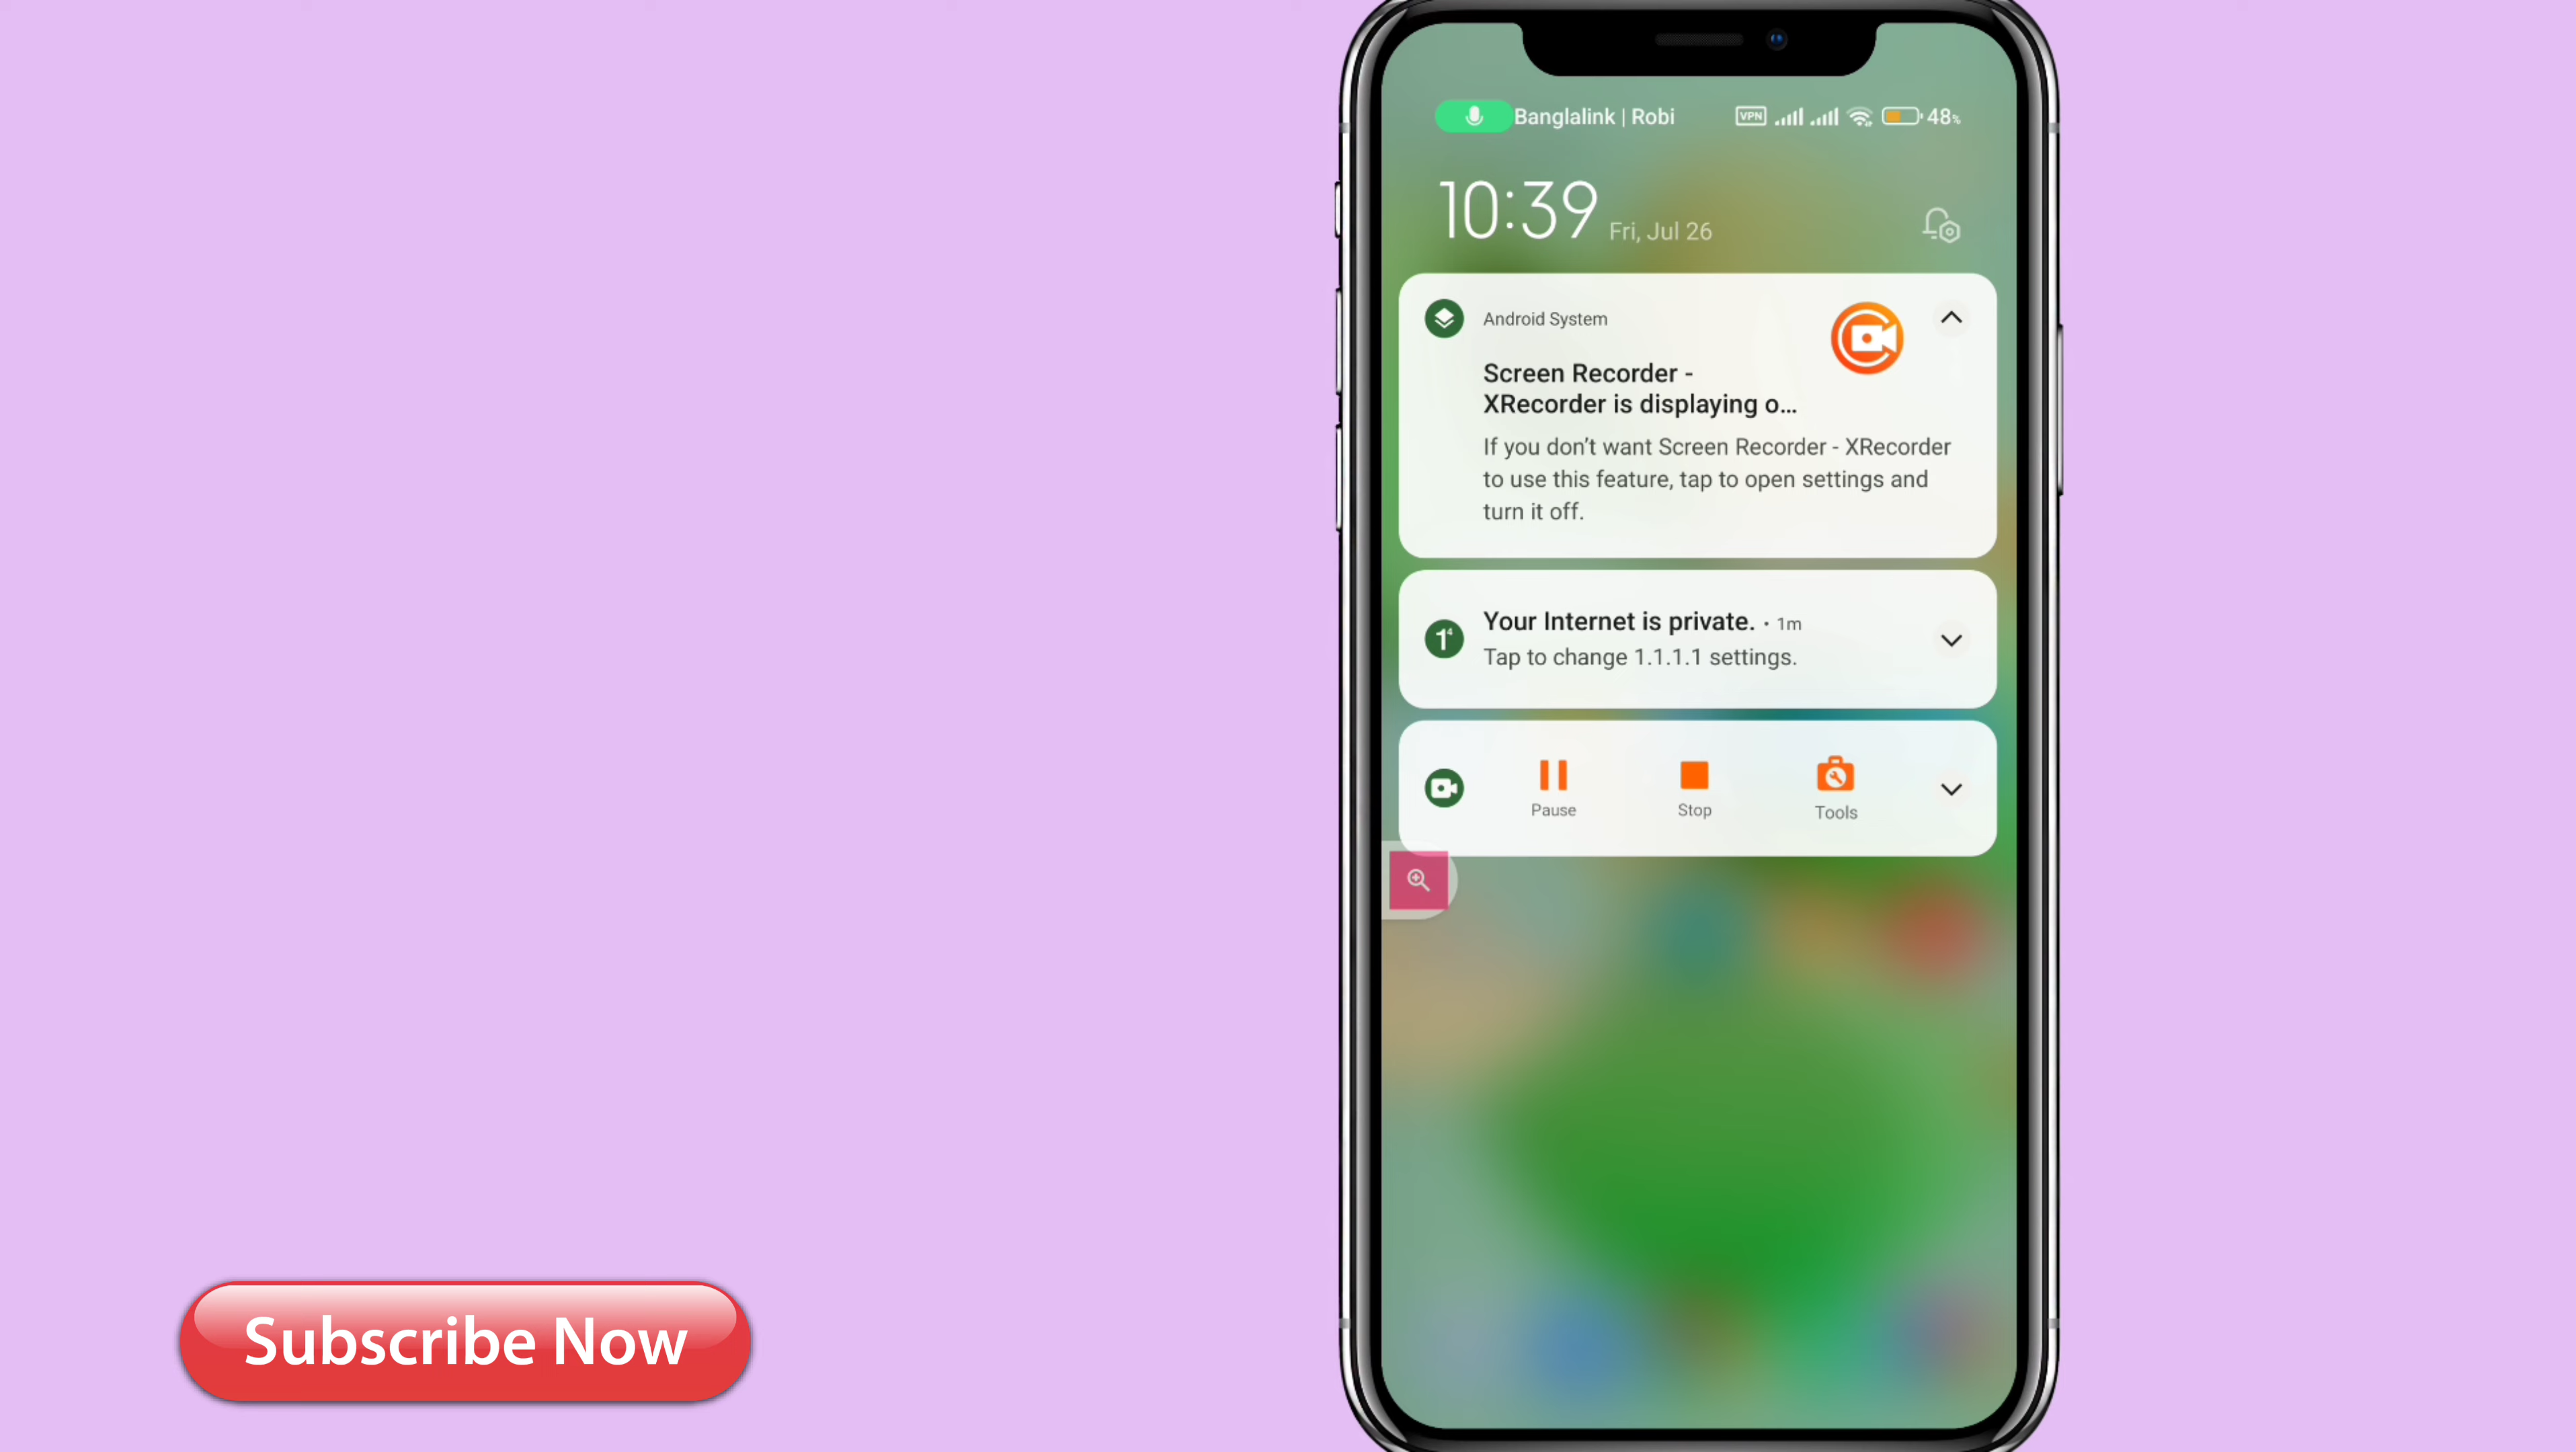 Banglalink | Robi
VPN
48%
10:39 Fri, Jul 26
Android System
Screen Recorder -
XRecorder is displaying o...
If you don't want Screen Recorder - XRecorder
to use this feature, tap to open settings and
turn it off.
1⁴
Your Internet is private. • 1m
Tap to change 1.1.1.1 settings.
Pause
Stop
Tools
Subscribe Now